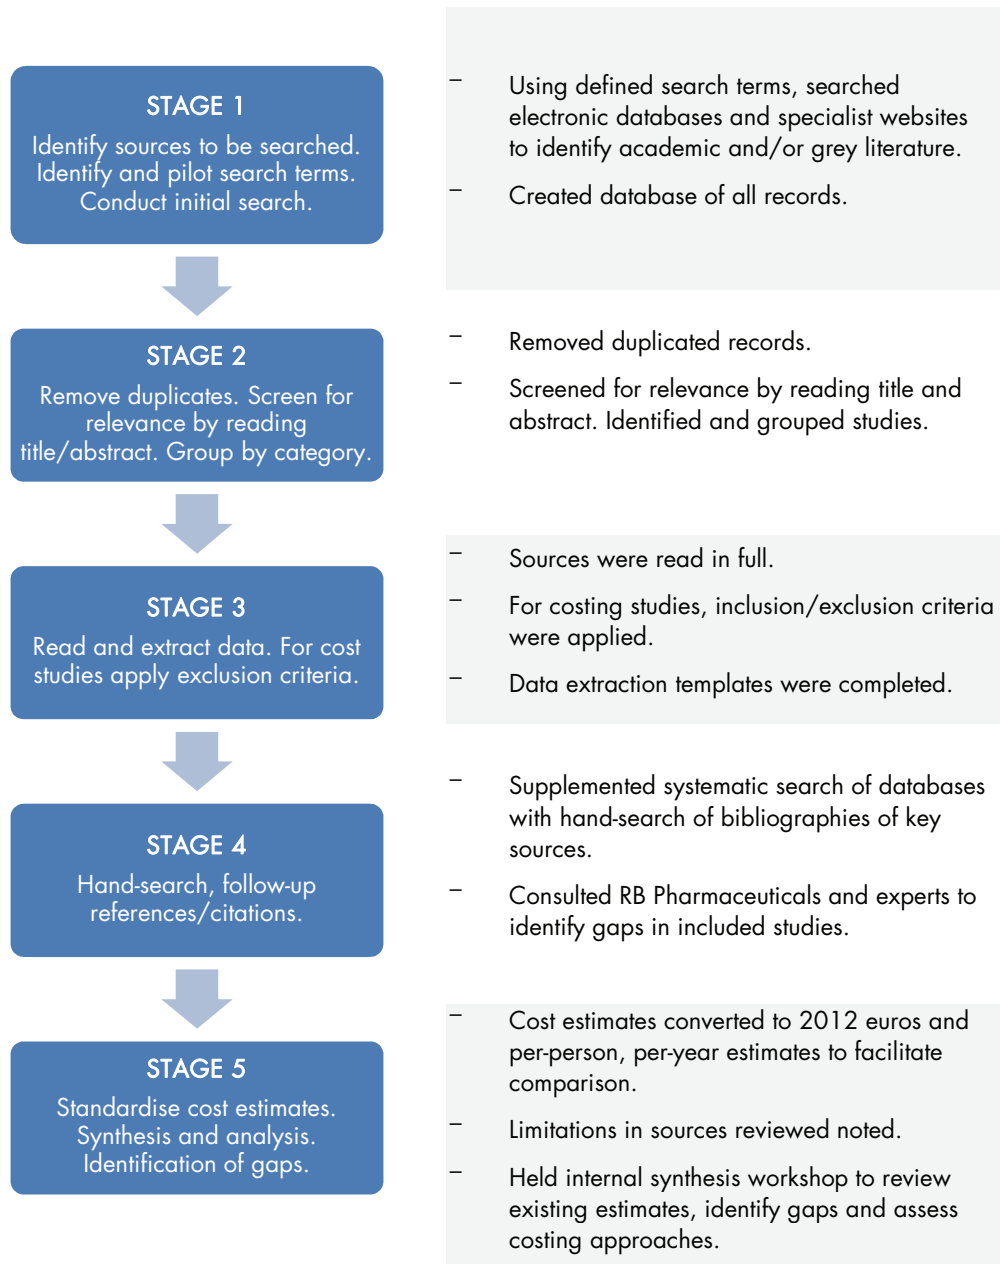 STAGE 1
Identify sources to be searched.
Identify and pilot search terms.
Conduct initial search.
– Using defined search terms, searched
electronic databases and specialist websites
to identify academic and/or grey literature.
– Created database of all records.
STAGE 2
Remove duplicates. Screen for
relevance by reading
title/abstract. Group by category.
– Removed duplicated records.
– Screened for relevance by reading title and
abstract. Identified and grouped studies.
STAGE 3
Read and extract data. For cost
studies apply exclusion criteria.
– Sources were read in full.
– For costing studies, inclusion/exclusion criteria
were applied.
– Data extraction templates were completed.
STAGE 4
Hand-search, follow-up
references/citations.
– Supplemented systematic search of databases
with hand-search of bibliographies of key
sources.
– Consulted RB Pharmaceuticals and experts to
identify gaps in included studies.
STAGE 5
Standardise cost estimates.
Synthesis and analysis.
Identification of gaps.
– Cost estimates converted to 2012 euros and
per-person, per-year estimates to facilitate
comparison.
– Limitations in sources reviewed noted.
– Held internal synthesis workshop to review
existing estimates, identify gaps and assess
costing approaches.